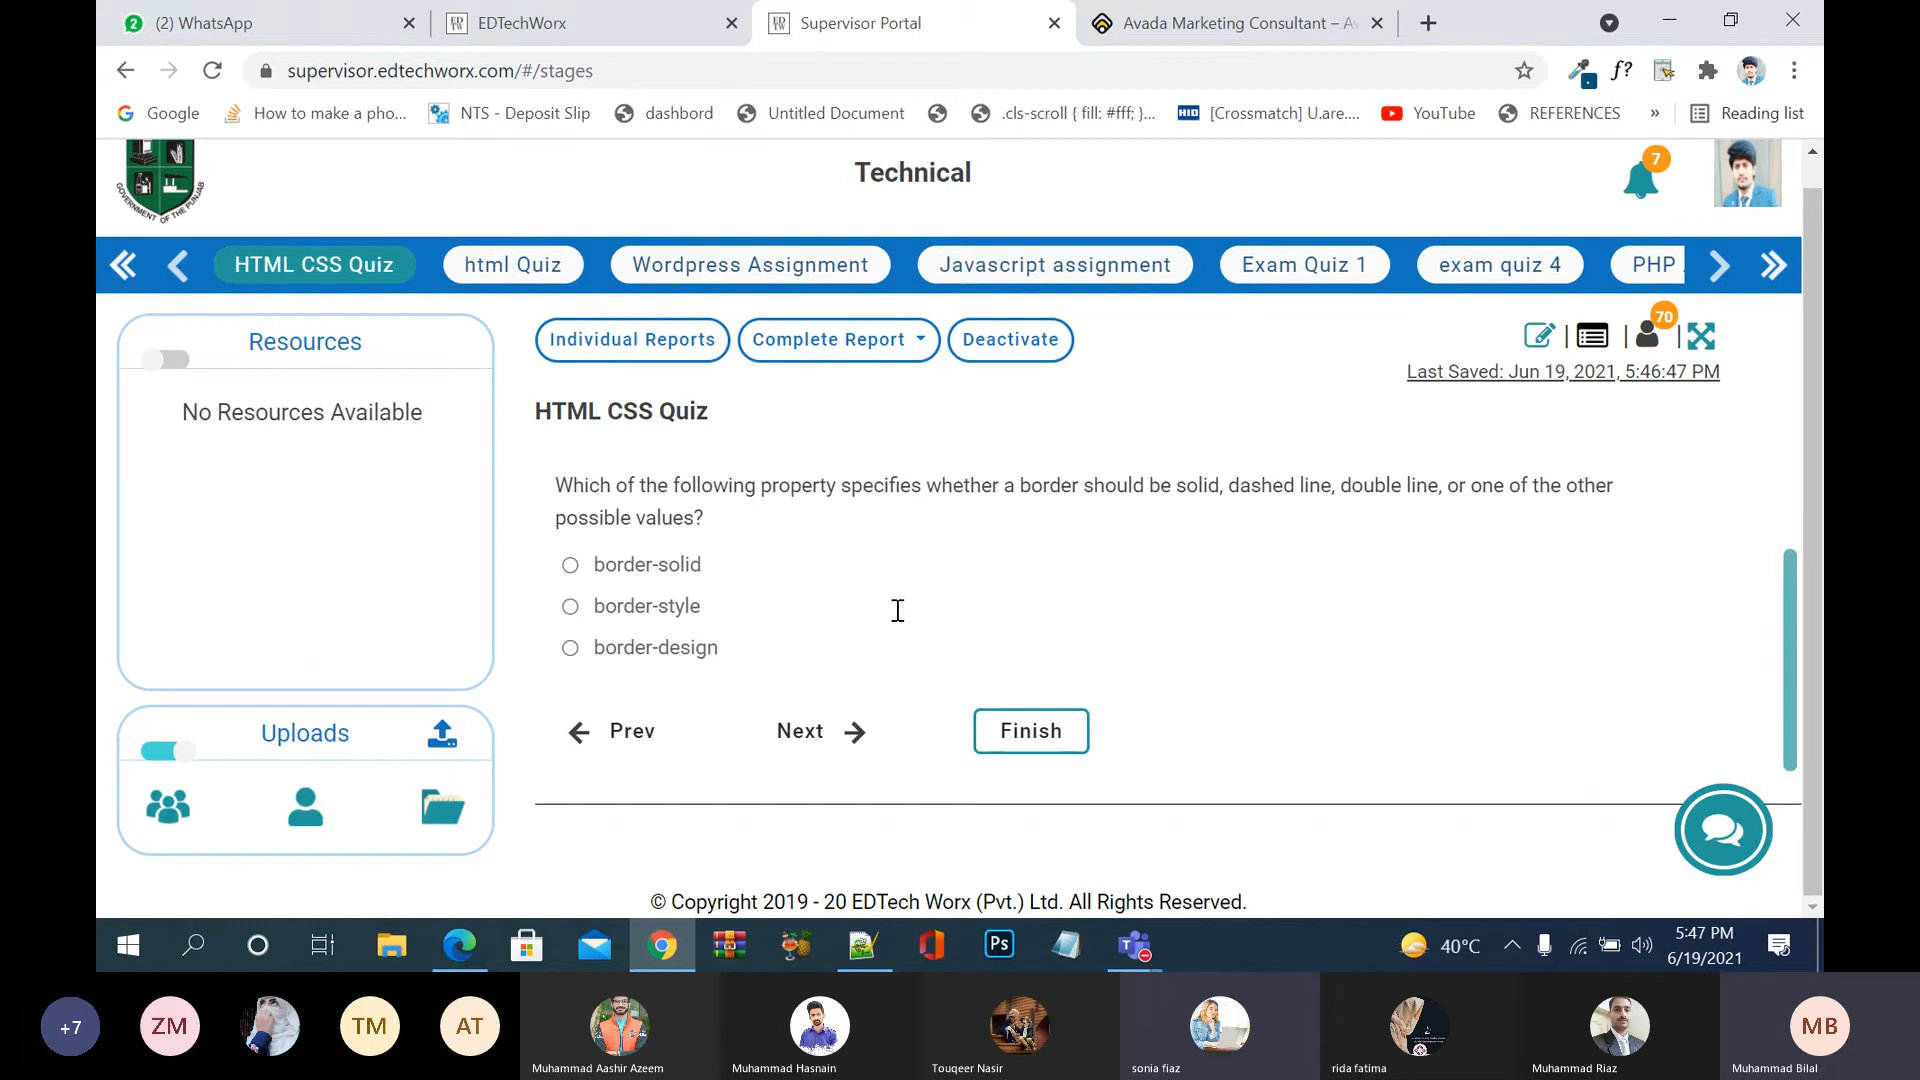 (2) WhatsApp
EDTechWorx
Supervisor Portal
Avada Marketing Consultant – Av
supervisor.edtechworx.com/#/stages
f?
Google
How to make a pho...
NTS - Deposit Slip
dashbord
Untitled Document
.cls-scroll { fill: #fff; }...
HID
[Crossmatch] U.are....
YouTube
REFERENCES
»
Reading list
GOVERNMENT OF THE PUNJAB
Technical
7
HTML CSS Quiz
html Quiz
Wordpress Assignment
Javascript assignment
Exam Quiz 1
exam quiz 4
PHP
Resources
No Resources Available
Individual Reports
Complete Report
Deactivate
70
Last Saved: Jun 19, 2021, 5:46:47 PM
HTML CSS Quiz
Which of the following property specifies whether a border should be solid, dashed line, double line, or one of the other
possible values?
border-solid
border-style
border-design
Prev
Next
Finish
Uploads
© Copyright 2019 - 20 EDTech Worx (Pvt.) Ltd. All Rights Reserved.
Ps
40°C
5:47 PM
6/19/2021
+7
ZM
TM
AT
MB
Muhammad Aashir Azeem
Muhammad Hasnain
Touqeer Nasir
sonia fiaz
rida fatima
Muhammad Riaz
Muhammad Bilal